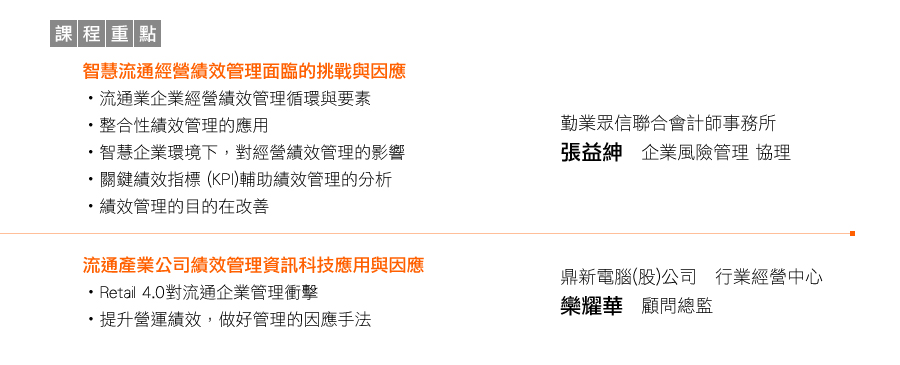 課程重點
智慧流通經營績效管理面臨的挑戰與因應
・流通業企業經營績效管理循環與要素
・整合性績效管理的應用
・智慧企業環境下，對經營績效管理的影響
・關鍵績效指標 (KPI)輔助績效管理的分析
・績效管理的目的在改善
勤業眾信聯合會計師事務所
張益紳　企業風險管理 協理
流通產業公司績效管理資訊科技應用與因應
・Retail 4.0對流通企業管理衝擊
・提升營運績效，做好管理的因應手法
鼎新電腦(股)公司　行業經營中心
欒耀華　顧問總監